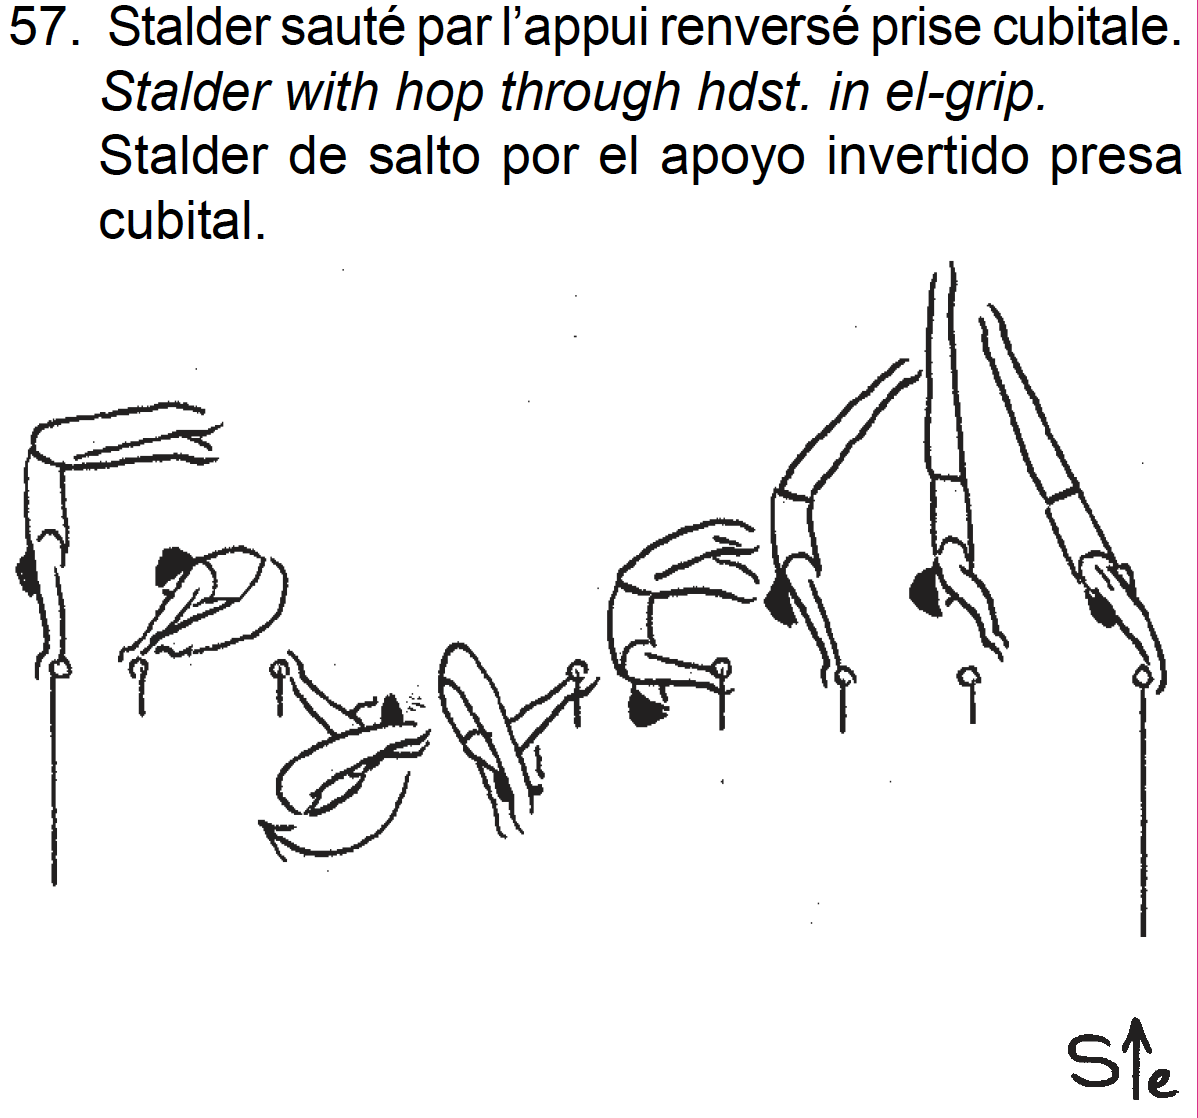 57. Stalder sauté par l’appui renversé prise cubitale.
Stalder with hop through hdst. in el-grip.
Stalder de salto por el apoyo invertido presa
cubital.
S↑e